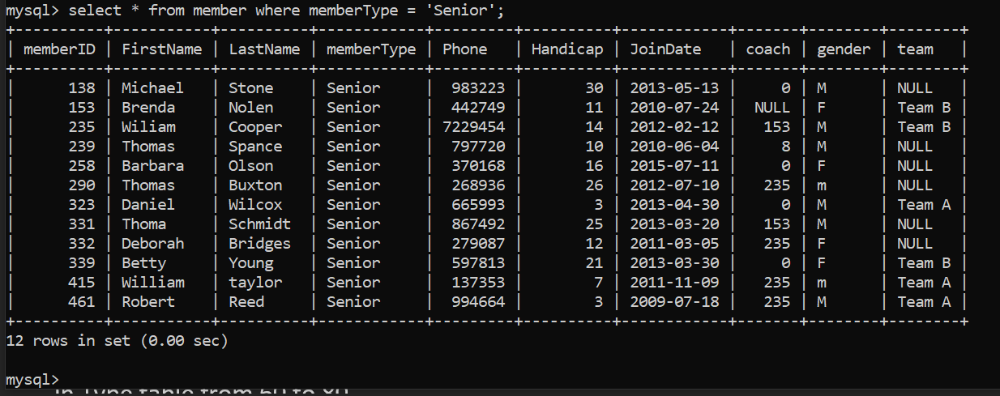 mysql> select * from member where memberType = 'Senior';
+----------+-----------+----------+------------+---------+----------+------------+-------+--------+--------+
| memberID | FirstName | LastName | memberType | Phone   | Handicap | JoinDate   | coach | gender | team   |
+----------+-----------+----------+------------+---------+----------+------------+-------+--------+--------+
|      138 | Michael   | Stone    | Senior     |  983223 |       30 | 2013-05-13 |     0 | M      | NULL   |
|      153 | Brenda    | Nolen    | Senior     |  442749 |       11 | 2010-07-24 |  NULL | F      | Team B |
|      235 | Wiliam    | Cooper   | Senior     | 7229454 |       14 | 2012-02-12 |   153 | M      | Team B |
|      239 | Thomas    | Spance   | Senior     |  797720 |       10 | 2010-06-04 |     8 | M      | NULL   |
|      258 | Barbara   | Olson    | Senior     |  370168 |       16 | 2015-07-11 |     0 | F      | NULL   |
|      290 | Thomas    | Buxton   | Senior     |  268936 |       26 | 2012-07-10 |   235 | m      | NULL   |
|      323 | Daniel    | Wilcox   | Senior     |  665993 |        3 | 2013-04-30 |     0 | M      | Team A |
|      331 | Thoma     | Schmidt  | Senior     |  867492 |       25 | 2013-03-20 |   153 | M      | NULL   |
|      332 | Deborah   | Bridges  | Senior     |  279087 |       12 | 2011-03-05 |   235 | F      | NULL   |
|      339 | Betty     | Young    | Senior     |  597813 |       21 | 2013-03-30 |     0 | F      | Team B |
|      415 | William   | taylor   | Senior     |  137353 |        7 | 2011-11-09 |   235 | m      | Team A |
|      461 | Robert    | Reed     | Senior     |  994664 |        3 | 2009-07-18 |   235 | M      | Team A |
+----------+-----------+----------+------------+---------+----------+------------+-------+--------+--------+
12 rows in set (0.00 sec)
mysql>
in Type table from 60 to 80